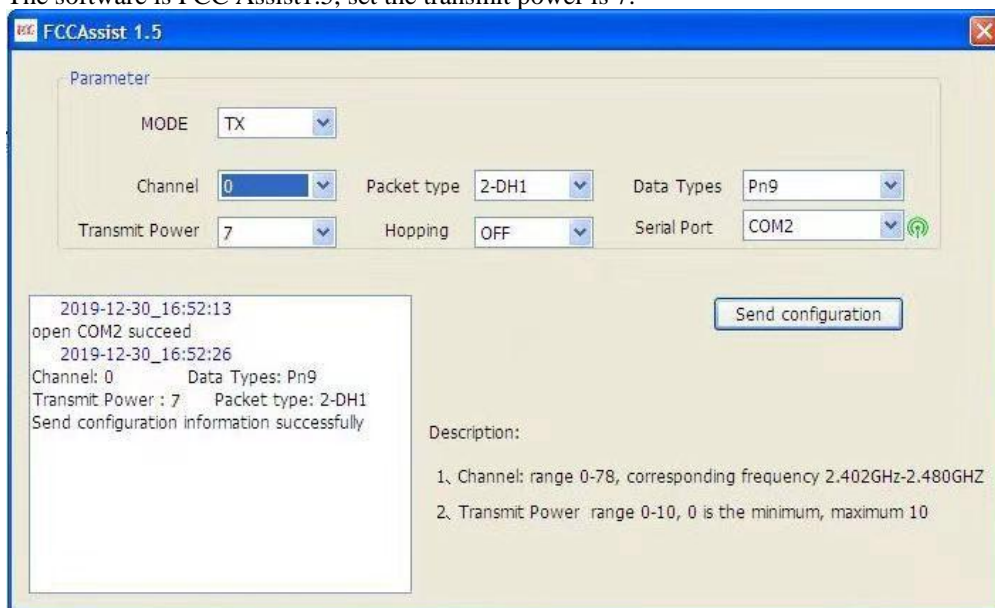 The software is FCC Assist1.5, set the transmit power is 7.
FCCAssist 1.5
Parameter
MODE TX
Channel 0 Packet type 2-DH1 Data Types Pn9
Transmit Power 7 Hopping OFF Serial Port COM2
2019-12-30_16:52:13
open COM2 succeed
2019-12-30_16:52:26
Channel: 0 Data Types: Pn9
Transmit Power : 7 Packet type: 2-DH1
Send configuration information successfully
Send configuration
Description:
1、Channel: range 0-78, corresponding frequency 2.402GHz-2.480GHZ
2、Transmit Power range 0-10, 0 is the minimum, maximum 10